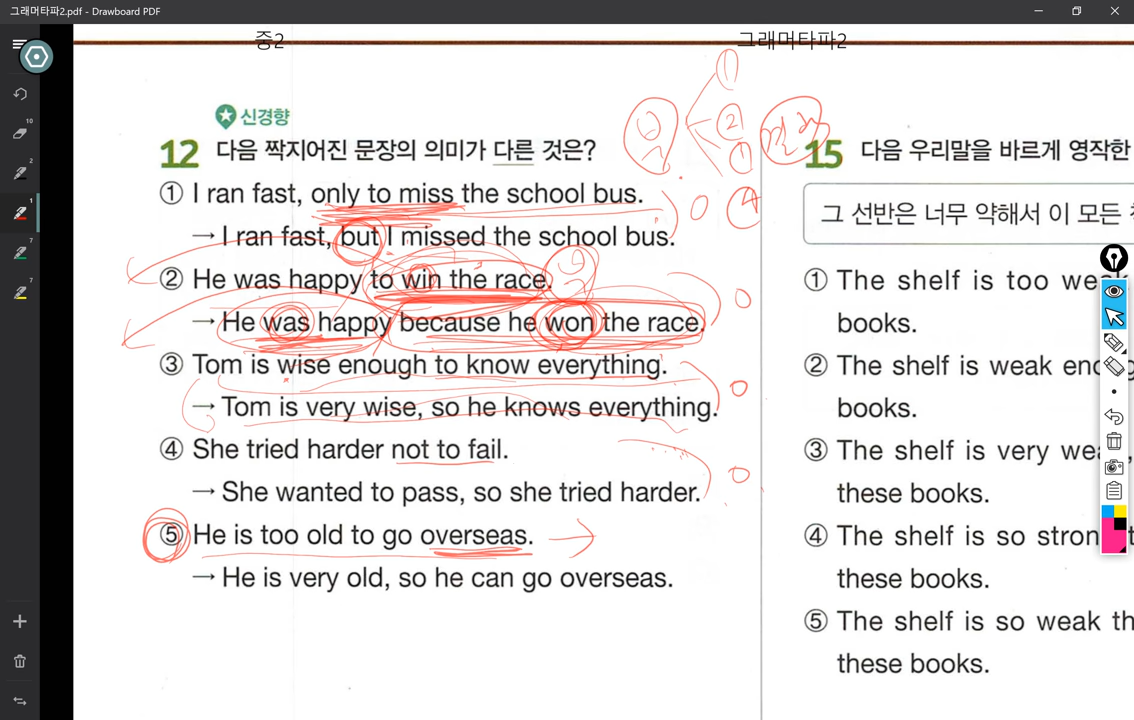 그래머타파2.pdf - Drawboard PDF
중2
그래머타파2
신경향
12 다음 짝지어진 문장의 의미가 다른 것은?
① I ran fast, only to miss the school bus.
→ I ran fast, but I missed the school bus.
② He was happy to win the race.
→ He was happy because he won the race.
③ Tom is wise enough to know everything.
→ Tom is very wise, so he knows everything.
④ She tried harder not to fail.
→ She wanted to pass, so she tried harder.
⑤ He is too old to go overseas.
→ He is very old, so he can go overseas.
① ② ① ④
15 다음 우리말을 바르게 영작한
그 선반은 너무 약해서 이 모든
① The shelf is too
books.
② The shelf is weak
books.
③ The shelf is very
these books.
④ The shelf is so
these books.
⑤ The shelf is so weak
these books.
10
2
1
7
7